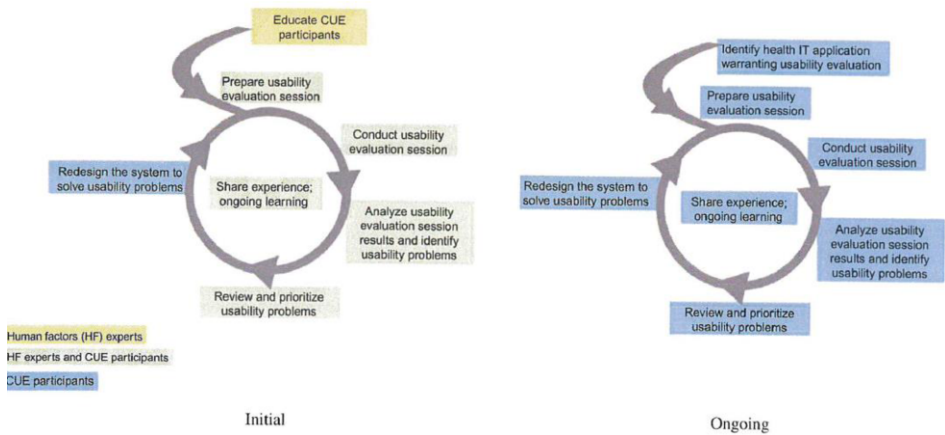 Educate CUE
participants
Prepare usability
evaluation session
Conduct usability
evaluation session
Redesign the system to
solve usability problems
Share experience;
ongoing learning
Analyze usability
evaluation session
results and identify
usability problems
Review and prioritize
usability problems
Human factors (HF) experts
HF experts and CUE participants
CUE participants
Initial
Identify health IT application
warranting usability evaluation
Prepare usability
evaluation session
Conduct usability
evaluation session
Redesign the system to
solve usability problems
Share experience;
ongoing learning
Analyze usability
evaluation session
results and identify
usability problems
Review and prioritize
usability problems
Ongoing